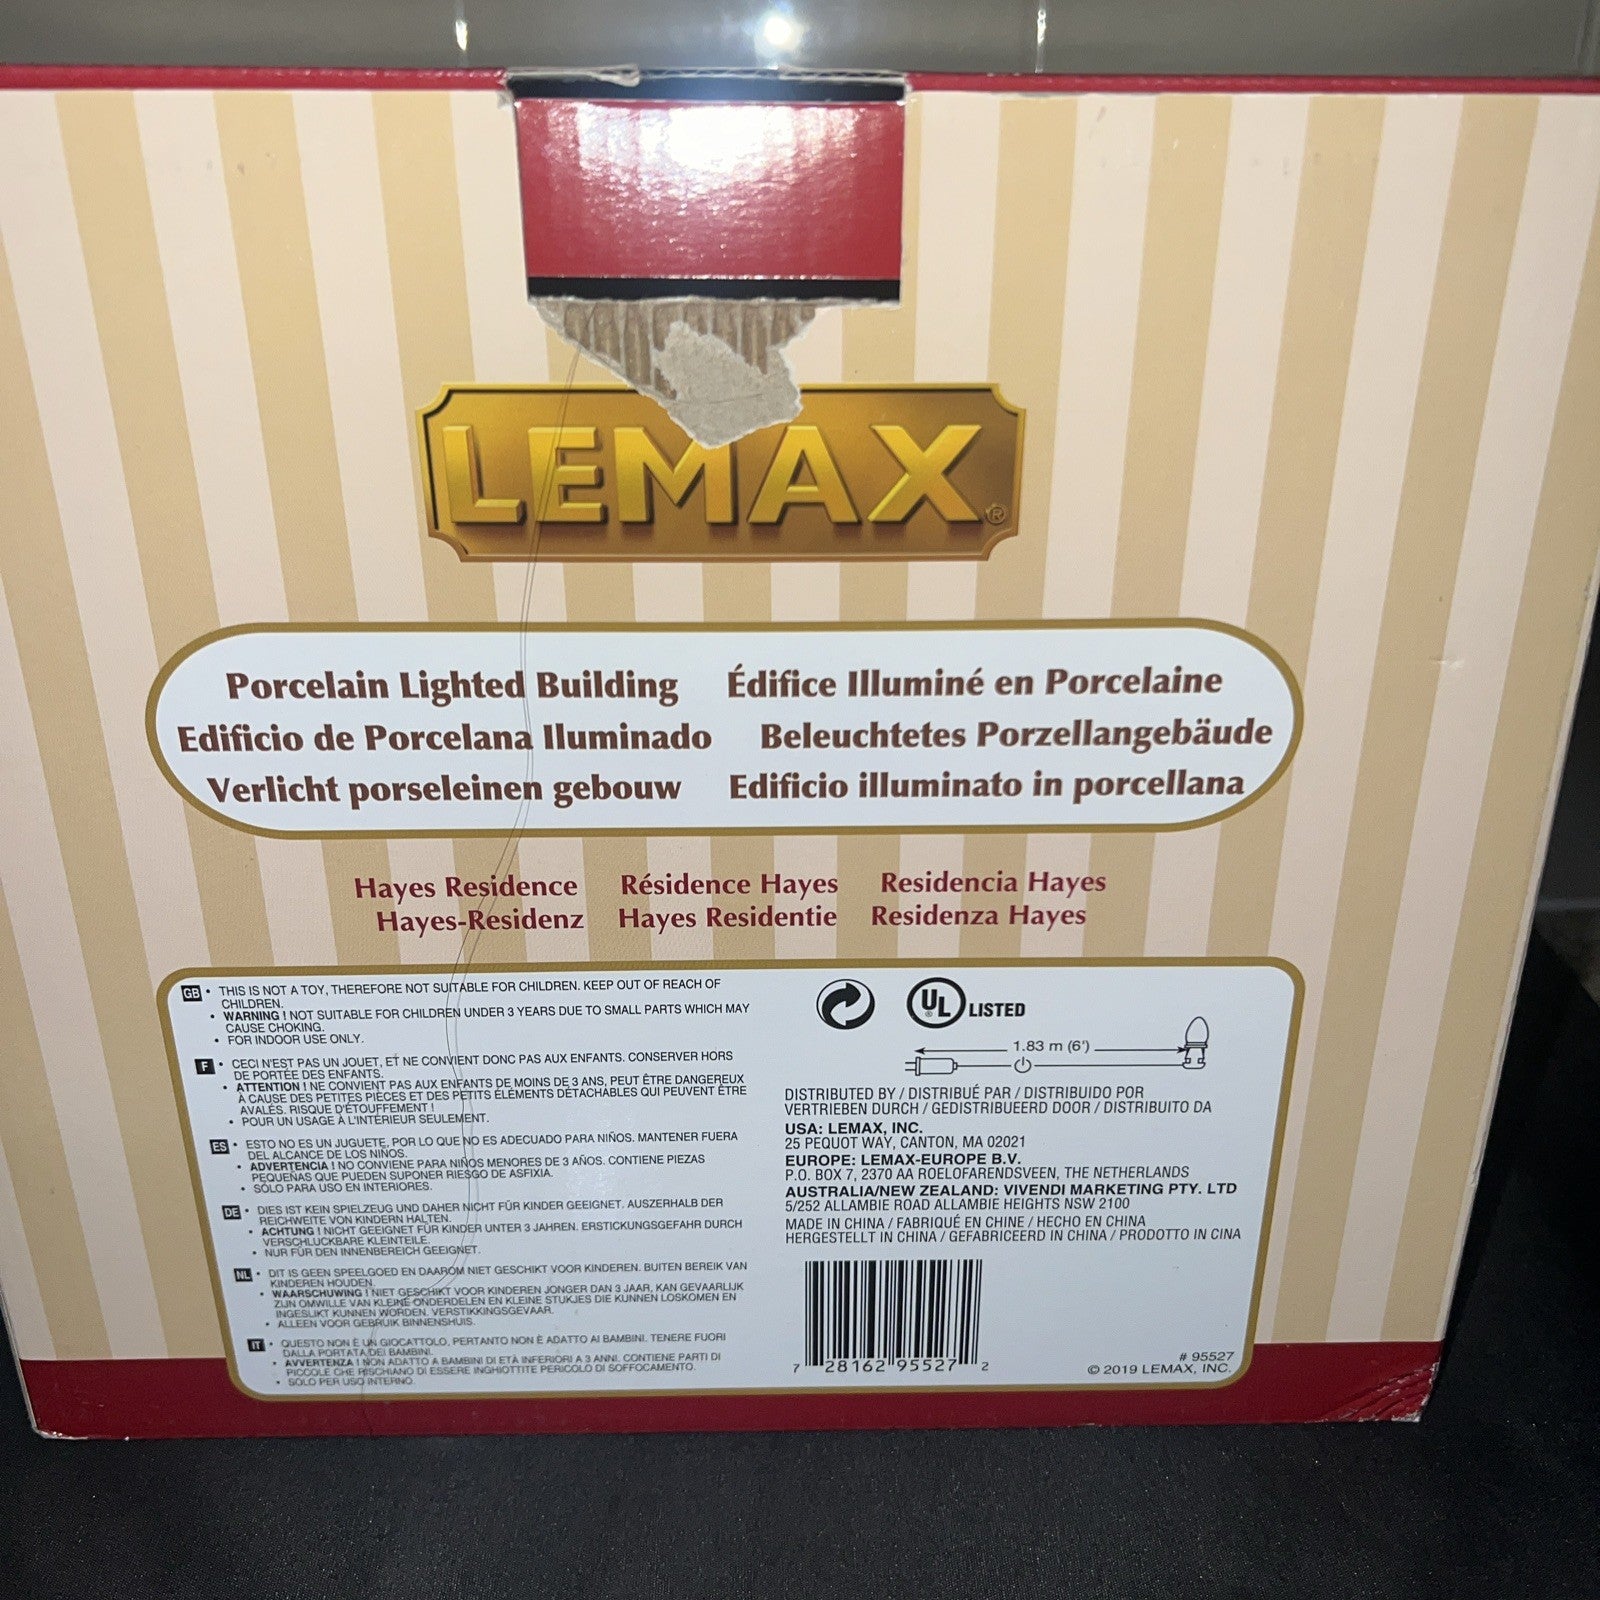 LEMAX®
Porcelain Lighted Building Édifice Illuminé en Porcelaine
Edificio de Porcelana Iluminado Beleuchtetes Porzellangebäude
Verlicht porseleinen gebouw Edificio illuminato in porcellana
Hayes Residence Résidence Hayes Residencia Hayes
Hayes-Residenz Hayes Residentie Residenza Hayes
GB • THIS IS NOT A TOY, THEREFORE NOT SUITABLE FOR CHILDREN. KEEP OUT OF REACH OF
CHILDREN.
• WARNING ! NOT SUITABLE FOR CHILDREN UNDER 3 YEARS DUE TO SMALL PARTS WHICH MAY
CAUSE CHOKING.
• FOR INDOOR USE ONLY.
F • CECI N'EST PAS UN JOUET, ET NE CONVIENT DONC PAS AUX ENFANTS. CONSERVER HORS
DE PORTÉE DES ENFANTS.
• ATTENTION ! NE CONVIENT PAS AUX ENFANTS DE MOINS DE 3 ANS, PEUT ÊTRE DANGEREUX
À CAUSE DES PETITES PIÈCES ET DES PETITS ÉLÉMENTS DÉTACHABLES QUI PEUVENT ÊTRE
AVALÉS. RISQUE D'ÉTOUFFEMENT !
• POUR UN USAGE À L'INTÉRIEUR SEULEMENT.
ES • ESTO NO ES UN JUGUETE, POR LO QUE NO ES ADECUADO PARA NIÑOS. MANTENER FUERA
DEL ALCANCE DE LOS NIÑOS.
• ADVERTENCIA ! NO CONVIENE PARA NIÑOS MENORES DE 3 AÑOS. CONTIENE PIEZAS
PEQUEÑAS QUE PUEDEN SUPONER RIESGO DE ASFIXIA.
• SÓLO PARA USO EN INTERIORES.
DE • DIES IST KEIN SPIELZEUG UND DAHER NICHT FÜR KINDER GEEIGNET. AUSZERHALB DER
REICHWEITE VON KINDERN HALTEN.
• ACHTUNG ! NICHT GEEIGNET FÜR KINDER UNTER 3 JAHREN. ERSTICKUNGSGEFAHR DURCH
VERSCHLUCKBARE KLEINTEILE.
• NUR FÜR DEN INNENBEREICH GEEIGNET.
NL • DIT IS GEEN SPEELGOED EN DAAROM NIET GESCHIKT VOOR KINDEREN. BUITEN BEREIK VAN
KINDEREN HOUDEN.
• WAARSCHUWING ! NIET GESCHIKT VOOR KINDEREN JONGER DAN 3 JAAR, KAN GEVAARLIJK
ZIJN OMWILLE VAN KLEINE ONDERDELEN EN KLEINE STUKJES DIE KUNNEN LOSKOMEN EN
INGESLIKT KUNNEN WORDEN. VERSTIKKINGSGEVAAR.
• ALLEEN VOOR GEBRUIK BINNENSHUIS.
IT • QUESTO NON È UN GIOCATTOLO, PERTANTO NON È ADATTO AI BAMBINI. TENERE FUORI
DALLA PORTATA DEI BAMBINI.
• AVVERTENZA ! NON ADATTO A BAMBINI DI ETÀ INFERIORI A 3 ANNI. CONTIENE PARTI DI
PICCOLE CHE RISCHIANO DI ESSERE INGHIOTTITE PERICOLO DI SOFFOCAMENTO.
• SOLO PER USO INTERNO.
UL LISTED
1.83 m (6')
DISTRIBUTED BY / DISTRIBUÉ PAR / DISTRIBUIDO POR
VERTRIEBEN DURCH / GEDISTRIBUEERD DOOR / DISTRIBUITO DA
USA: LEMAX, INC.
25 PEQUOT WAY, CANTON, MA 02021
EUROPE: LEMAX-EUROPE B.V.
P.O. BOX 7, 2370 AA ROELOFARENDSVEEN, THE NETHERLANDS
AUSTRALIA/NEW ZEALAND: VIVENDI MARKETING PTY. LTD
5/252 ALLAMBIE ROAD ALLAMBIE HEIGHTS NSW 2100
MADE IN CHINA / FABRIQUÉ EN CHINE / HECHO EN CHINA
HERGESTELLT IN CHINA / GEFABRICEERD IN CHINA / PRODOTTO IN CINA
7 28162 95527 2
# 95527
© 2019 LEMAX, INC.